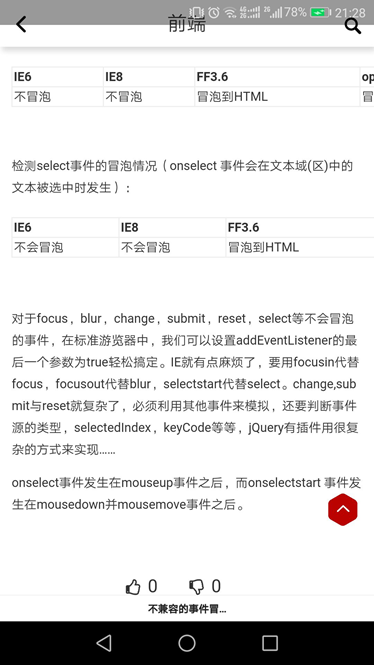 78% 21:28
前端
IE6 IE8 FF3.6 op
不冒泡 不冒泡 冒泡到HTML 冒
检测select事件的冒泡情况（onselect 事件会在文本域(区)中的
文本被选中时发生）：
IE6 IE8 FF3.6
不会冒泡 不会冒泡 冒泡到HTML
对于focus，blur，change，submit，reset，select等不会冒泡
的事件，在标准游览器中，我们可以设置addEventListener的最
后一个参数为true轻松搞定。IE就有点麻烦了，要用focusin代替
focus，focusout代替blur，selectstart代替select。change,sub
mit与reset就复杂了，必须利用其他事件来模拟，还要判断事件
源的类型，selectedIndex，keyCode等等，jQuery有插件用很复
杂的方式来实现……
onselect事件发生在mouseup事件之后，而onselectstart 事件发
生在mousedown并mousemove事件之后。
0 0
不兼容的事件冒...